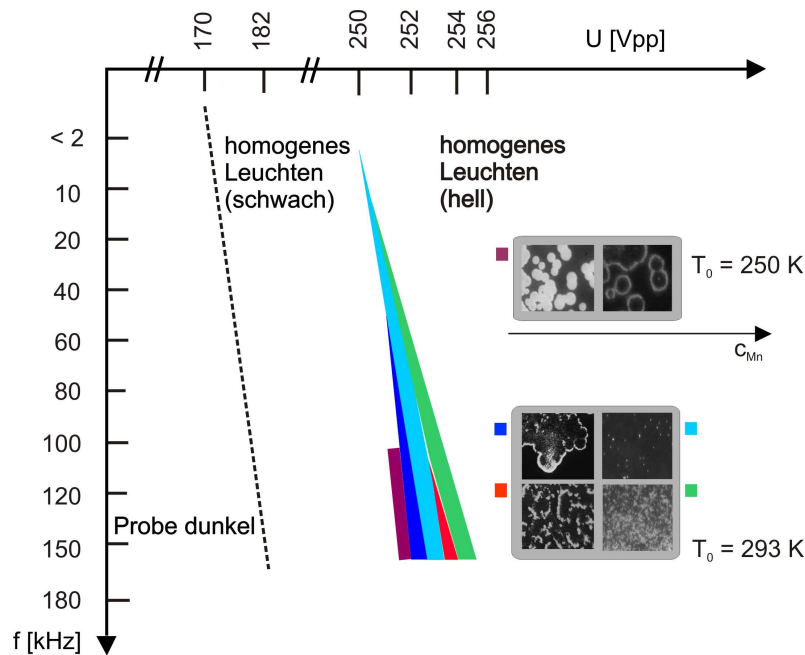 170
182
250
252
254
256
U [Vpp]
< 2
10
20
40
60
80
100
120
150
180
f [kHz]
homogenes
Leuchten
(schwach)
homogenes
Leuchten
(hell)
Probe dunkel
T₀ = 250 K
c_Mn
T₀ = 293 K